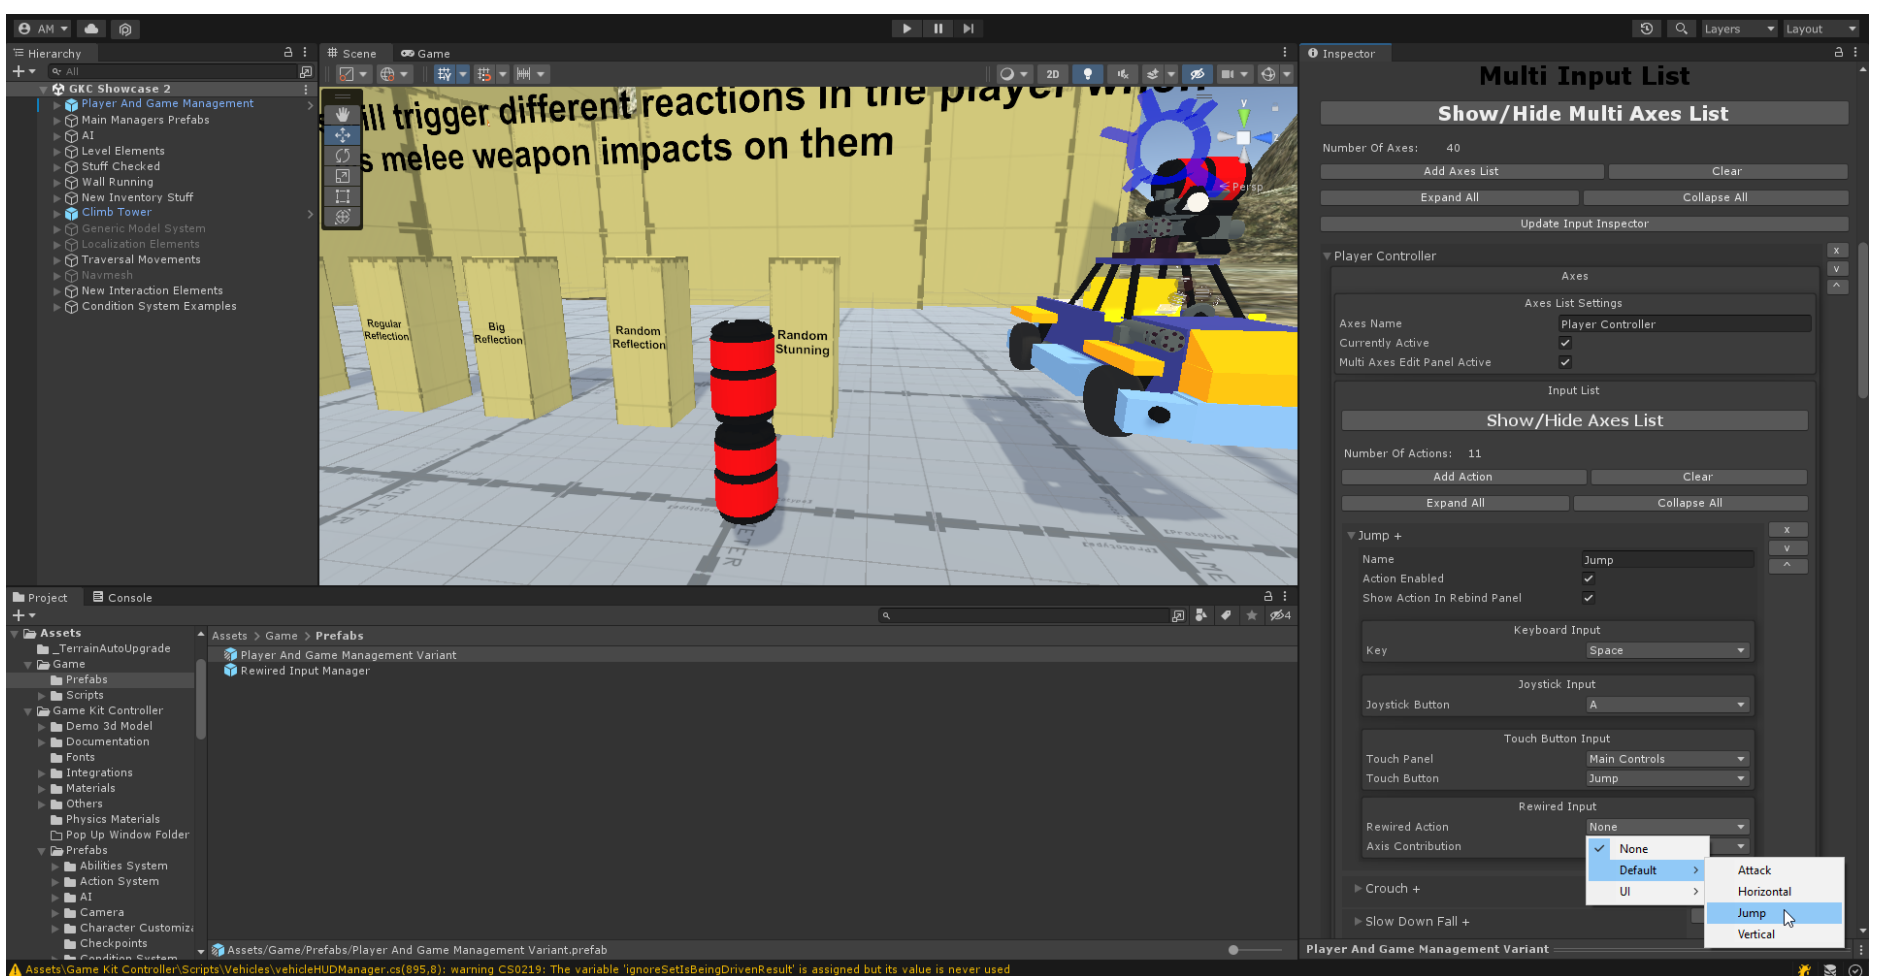 AM
Layers
Layout
Hierarchy
All
GKC Showcase 2
Player And Game Management
Main Managers Prefabs
AI
Level Elements
Stuff Checked
Wall Running
New Inventory Stuff
Climb Tower
Generic Model System
Localization Elements
Traversal Movements
Navmesh
New Interaction Elements
Condition System Examples
Scene
Game
2D
ill trigger different reactions in the player when
s melee weapon impacts on them
y
z
Persp
Regular
Reflection
Big
Reflection
Random
Reflection
Random
Stunning
Inspector
Multi Input List
Show/Hide Multi Axes List
Number Of Axes: 40
Add Axes List
Clear
Expand All
Collapse All
Update Input Inspector
Player Controller
x
v
^
Axes
Axes List Settings
Axes Name Player Controller
Currently Active
Multi Axes Edit Panel Active
Input List
Show/Hide Axes List
Number Of Actions: 11
Add Action
Clear
Expand All
Collapse All
Jump +
x
v
^
Name Jump
Action Enabled
Show Action In Rebind Panel
Keyboard Input
Key Space
Joystick Input
Joystick Button A
Touch Button Input
Touch Panel Main Controls
Touch Button Jump
Rewired Input
Rewired Action None
Axis Contribution
None
Default
UI
Attack
Horizontal
Jump
Vertical
Crouch +
Slow Down Fall +
Player And Game Management Variant
Project
Console
4
Assets
_TerrainAutoUpgrade
Game
Prefabs
Scripts
Game Kit Controller
Demo 3d Model
Documentation
Fonts
Integrations
Materials
Others
Physics Materials
Pop Up Window Folder
Prefabs
Abilities System
Action System
AI
Camera
Character Customiza
Checkpoints
Condition System
Assets > Game > Prefabs
Player And Game Management Variant
Rewired Input Manager
Assets/Game/Prefabs/Player And Game Management Variant.prefab
Assets\Game Kit Controller\Scripts\Vehicles\vehicleHUDManager.cs(895,8): warning CS0219: The variable 'ignoreSetIsBeingDrivenResult' is assigned but its value is never used